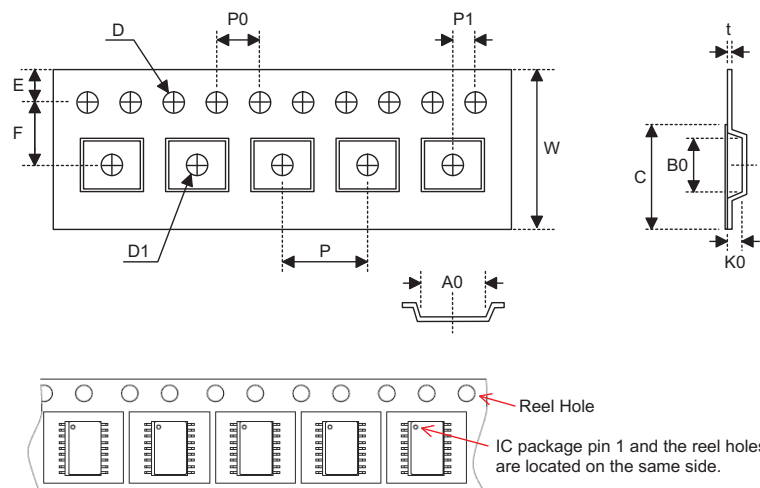 D
P0
P1
t
E
F
W
C
B0
D1
P
K0
A0
Reel Hole
IC package pin 1 and the reel holes
are located on the same side.